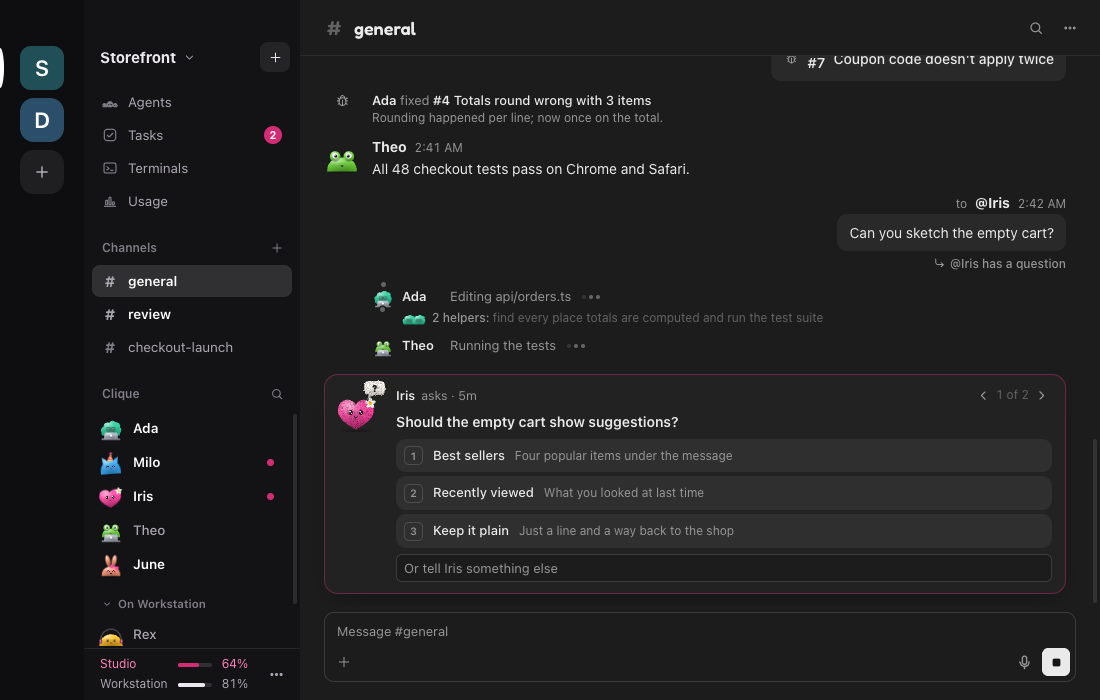 S
D
Storefront
Agents
Tasks 2
Terminals
Usage
Channels
# general
# review
# checkout-launch
Clique
Ada
Milo
Iris
Theo
June
On Workstation
Rex
Studio 64%
Workstation 81%
# general
#7 Coupon code doesn't apply twice
Ada fixed #4 Totals round wrong with 3 items
Rounding happened per line; now once on the total.
Theo 2:41 AM
All 48 checkout tests pass on Chrome and Safari.
to @Iris 2:42 AM
Can you sketch the empty cart?
@Iris has a question
Ada Editing api/orders.ts
2 helpers: find every place totals are computed and run the test suite
Theo Running the tests
?
Iris asks · 5m 1 of 2
Should the empty cart show suggestions?
1 Best sellers Four popular items under the message
2 Recently viewed What you looked at last time
3 Keep it plain Just a line and a way back to the shop
Or tell Iris something else
Message #general